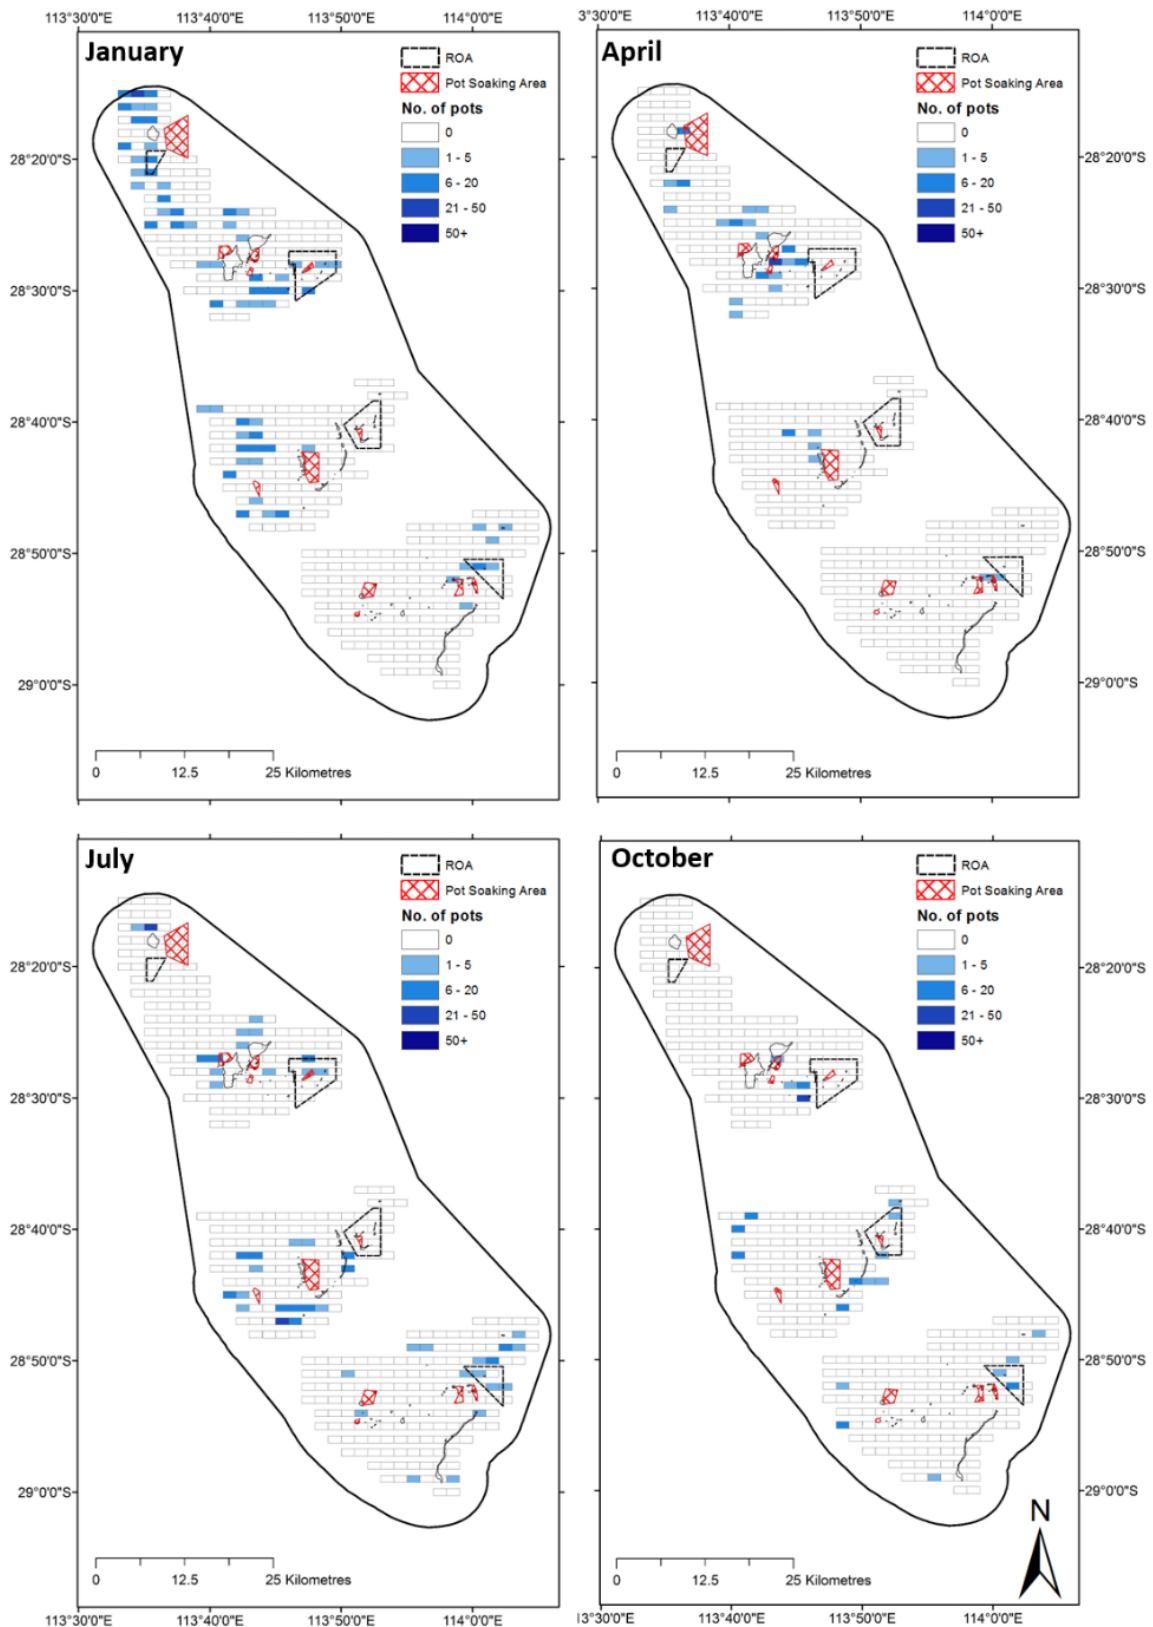 113°30'0"E 113°40'0"E 113°50'0"E 114°0'0"E
3°30'0"E 113°40'0"E 113°50'0"E 114°0'0"E
January
ROA
Pot Soaking Area
No. of pots
0
1 - 5
6 - 20
21 - 50
50+
28°20'0"S
28°30'0"S
28°40'0"S
28°50'0"S
29°0'0"S
0 12.5 25 Kilometres
April
ROA
Pot Soaking Area
No. of pots
0
1 - 5
6 - 20
21 - 50
50+
28°20'0"S
28°30'0"S
28°40'0"S
28°50'0"S
29°0'0"S
0 12.5 25 Kilometres
July
ROA
Pot Soaking Area
No. of pots
0
1 - 5
6 - 20
21 - 50
50+
28°20'0"S
28°30'0"S
28°40'0"S
28°50'0"S
29°0'0"S
0 12.5 25 Kilometres
113°30'0"E 113°40'0"E 113°50'0"E 114°0'0"E
October
ROA
Pot Soaking Area
No. of pots
0
1 - 5
6 - 20
21 - 50
50+
28°20'0"S
28°30'0"S
28°40'0"S
28°50'0"S
29°0'0"S
N
0 12.5 25 Kilometres
113°30'0"E 113°40'0"E 113°50'0"E 114°0'0"E